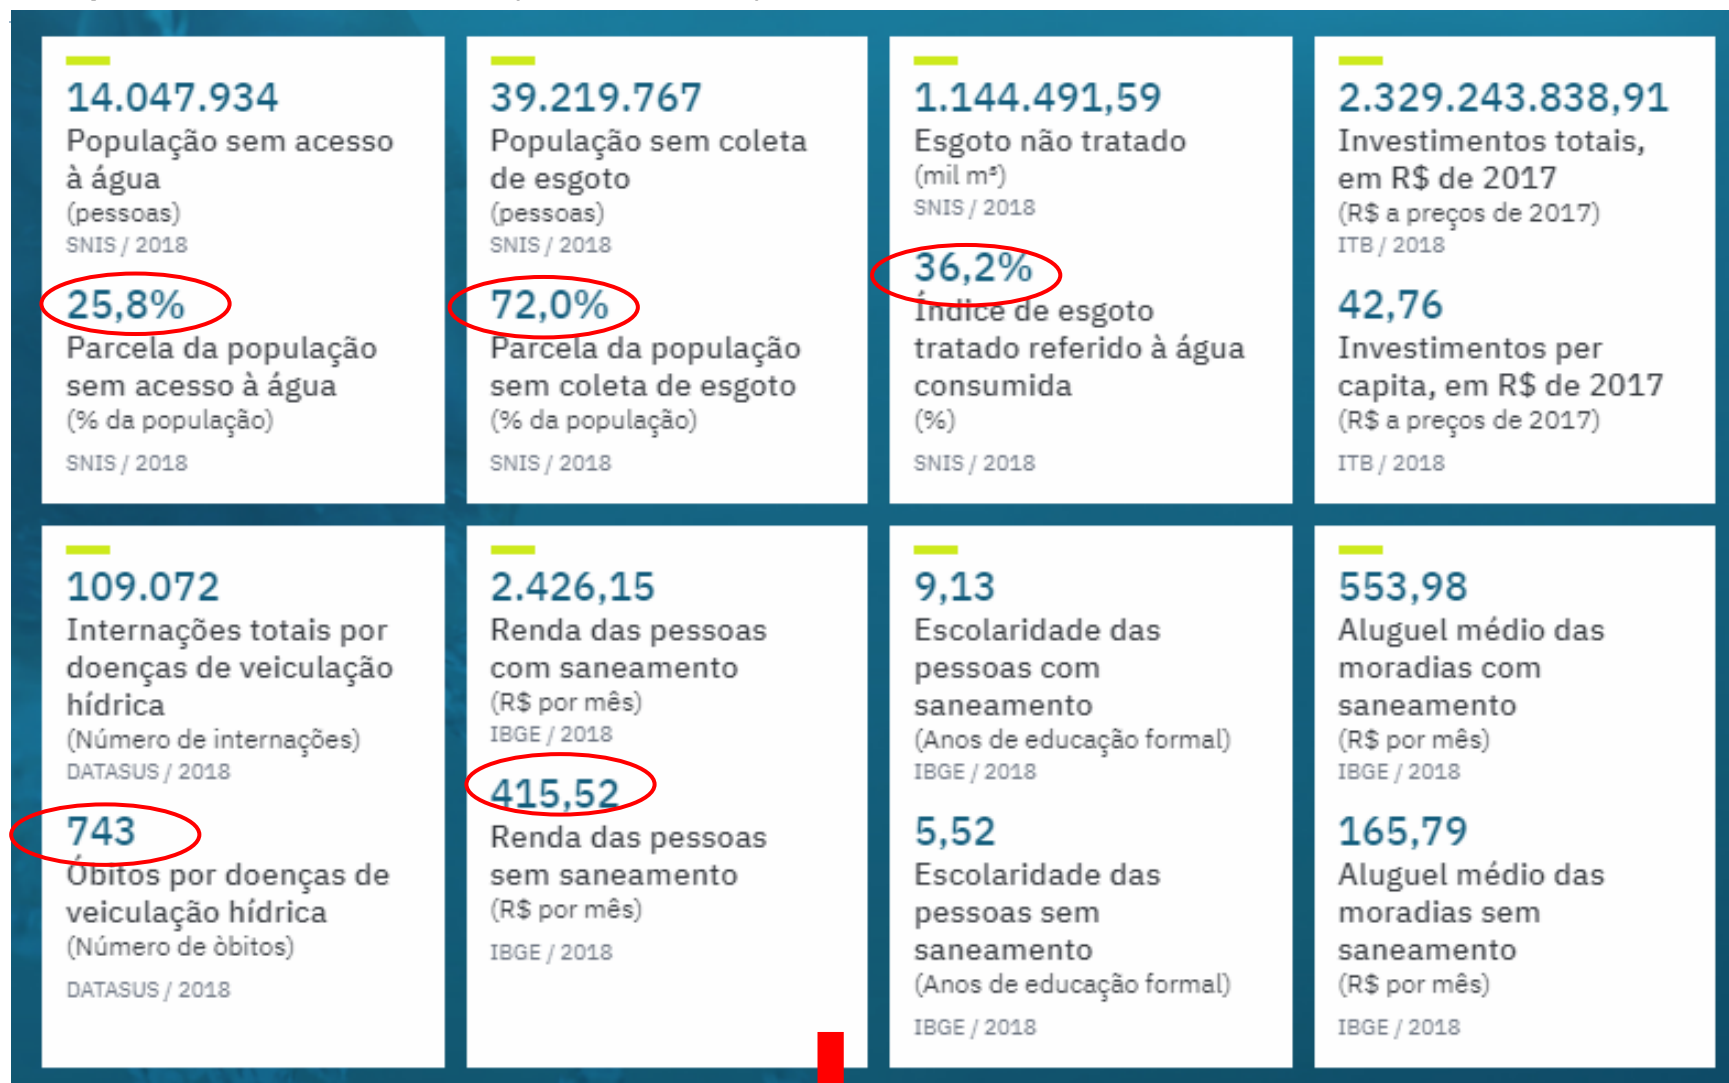 14.047.934
População sem acesso
à água
(pessoas)
SNIS / 2018
25,8%
Parcela da população
sem acesso à água
(% da população)
SNIS / 2018
39.219.767
População sem coleta
de esgoto
(pessoas)
SNIS / 2018
72,0%
Parcela da população
sem coleta de esgoto
(% da população)
SNIS / 2018
1.144.491,59
Esgoto não tratado
(mil m³)
SNIS / 2018
36,2%
Índice de esgoto
tratado referido à água
consumida
(%)
SNIS / 2018
2.329.243.838,91
Investimentos totais,
em R$ de 2017
(R$ a preços de 2017)
ITB / 2018
42,76
Investimentos per
capita, em R$ de 2017
(R$ a preços de 2017)
ITB / 2018
109.072
Internações totais por
doenças de veiculação
hídrica
(Número de internações)
DATASUS / 2018
743
Óbitos por doenças de
veiculação hídrica
(Número de òbitos)
DATASUS / 2018
2.426,15
Renda das pessoas
com saneamento
(R$ por mês)
IBGE / 2018
415,52
Renda das pessoas
sem saneamento
(R$ por mês)
IBGE / 2018
9,13
Escolaridade das
pessoas com
saneamento
(Anos de educação formal)
IBGE / 2018
5,52
Escolaridade das
pessoas sem
saneamento
(Anos de educação formal)
IBGE / 2018
553,98
Aluguel médio das
moradias com
saneamento
(R$ por mês)
IBGE / 2018
165,79
Aluguel médio das
moradias sem
saneamento
(R$ por mês)
IBGE / 2018